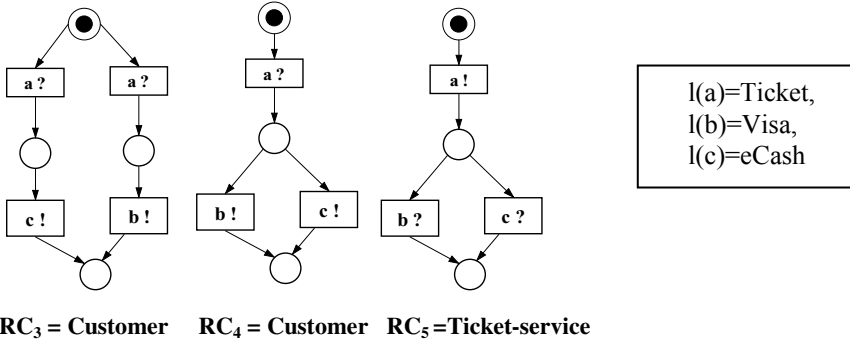 a ?
a ?
c !
b !
a ?
b !
c !
a !
b ?
c ?
l(a)=Ticket,
l(b)=Visa,
l(c)=eCash
RC3 = Customer
RC4 = Customer
RC5 =Ticket-service